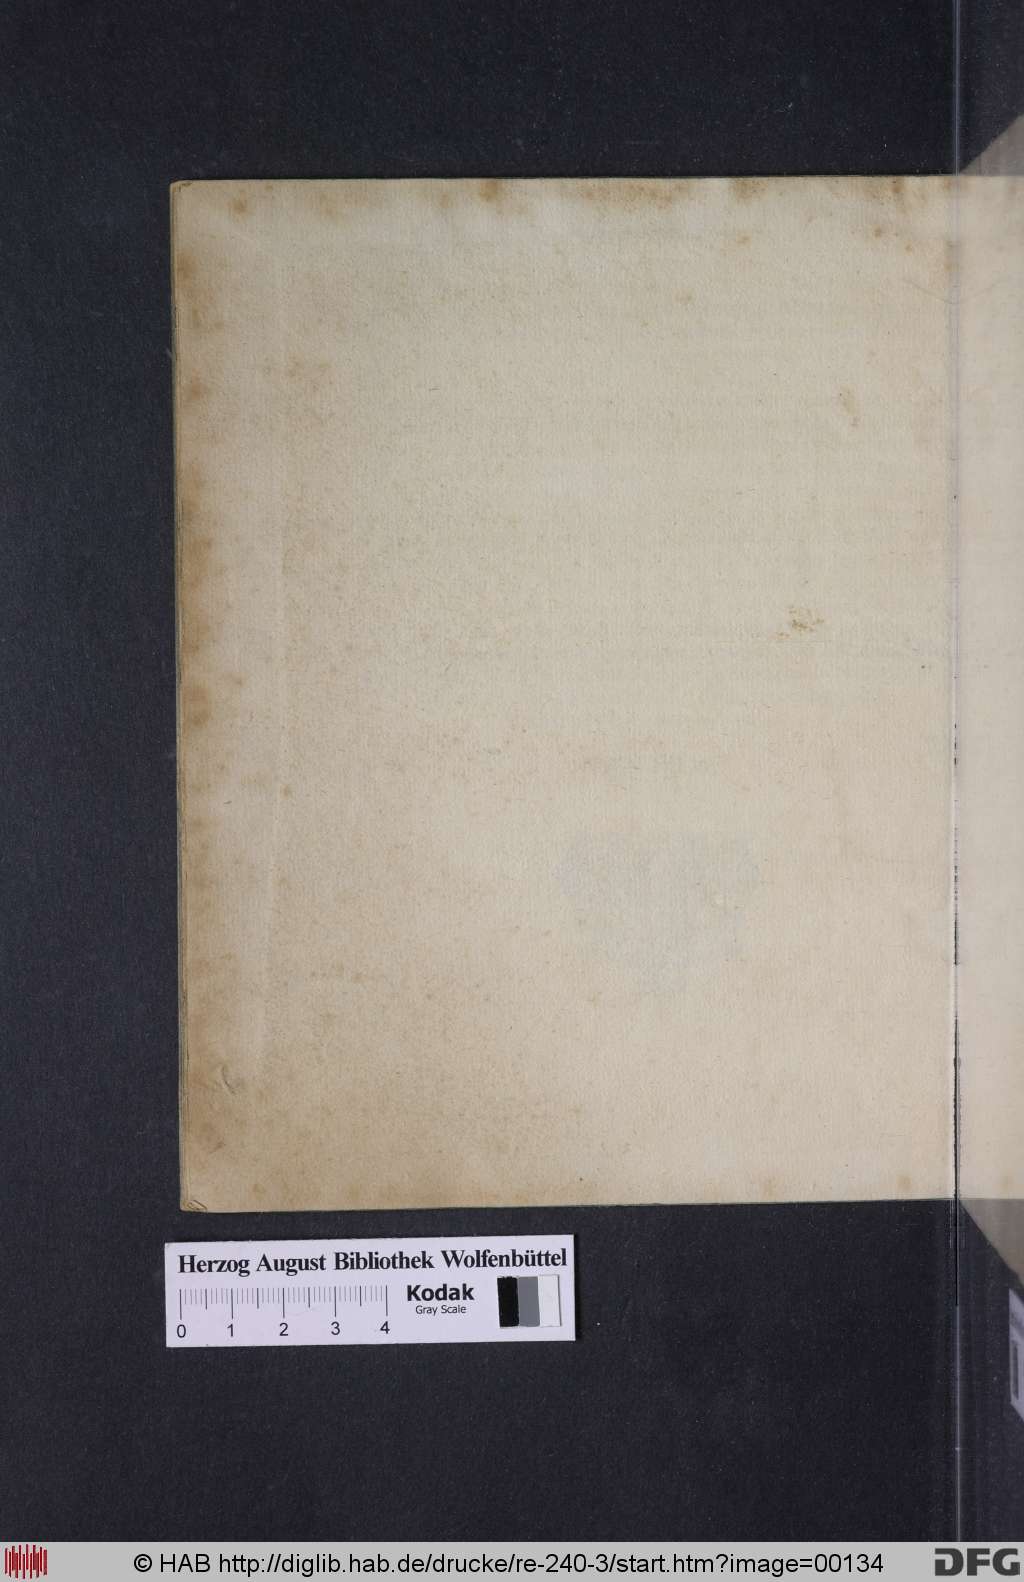 Herzog August Bibliothek Wolfenbüttel
Kodak
Gray Scale
0 1 2 3 4
© HAB http://diglib.hab.de/drucke/re-240-3/start.htm?image=00134
DFG